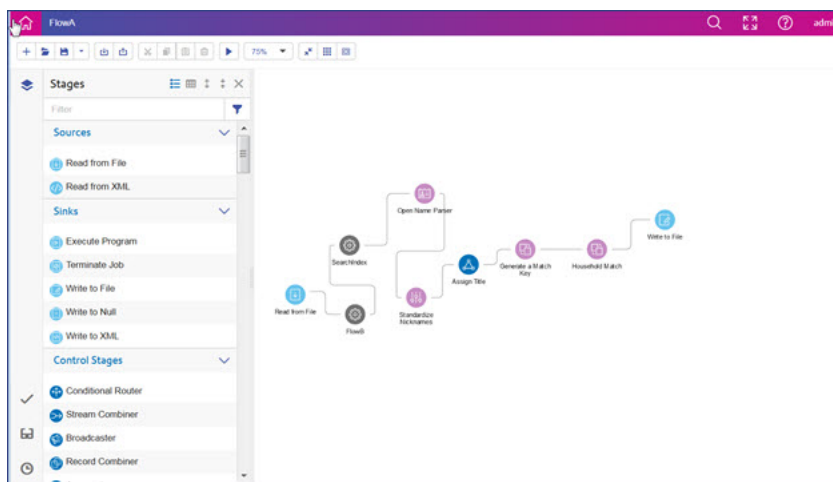 FlowA
admi
75%
Stages
Filter
Sources
Read from File
Read from XML
Sinks
Execute Program
Terminate Job
Write to File
Write to Null
Write to XML
Control Stages
Conditional Router
Stream Combiner
Broadcaster
Record Combiner
Open Name Parser
Write to File
SearchIndex
Generate a Match
Key
Household Match
Assign Title
Read from File
Standardize
Nicknames
FlowB